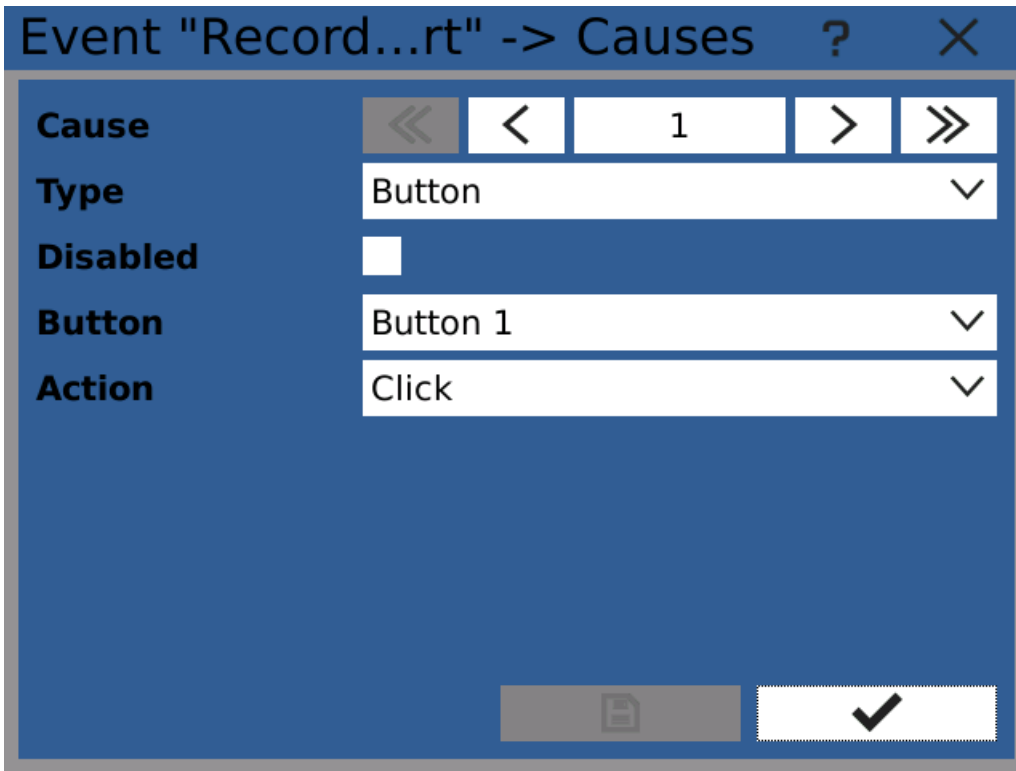 Event "Record...rt" -> Causes ?
Cause 1
Type Button
Disabled
Button Button 1
Action Click